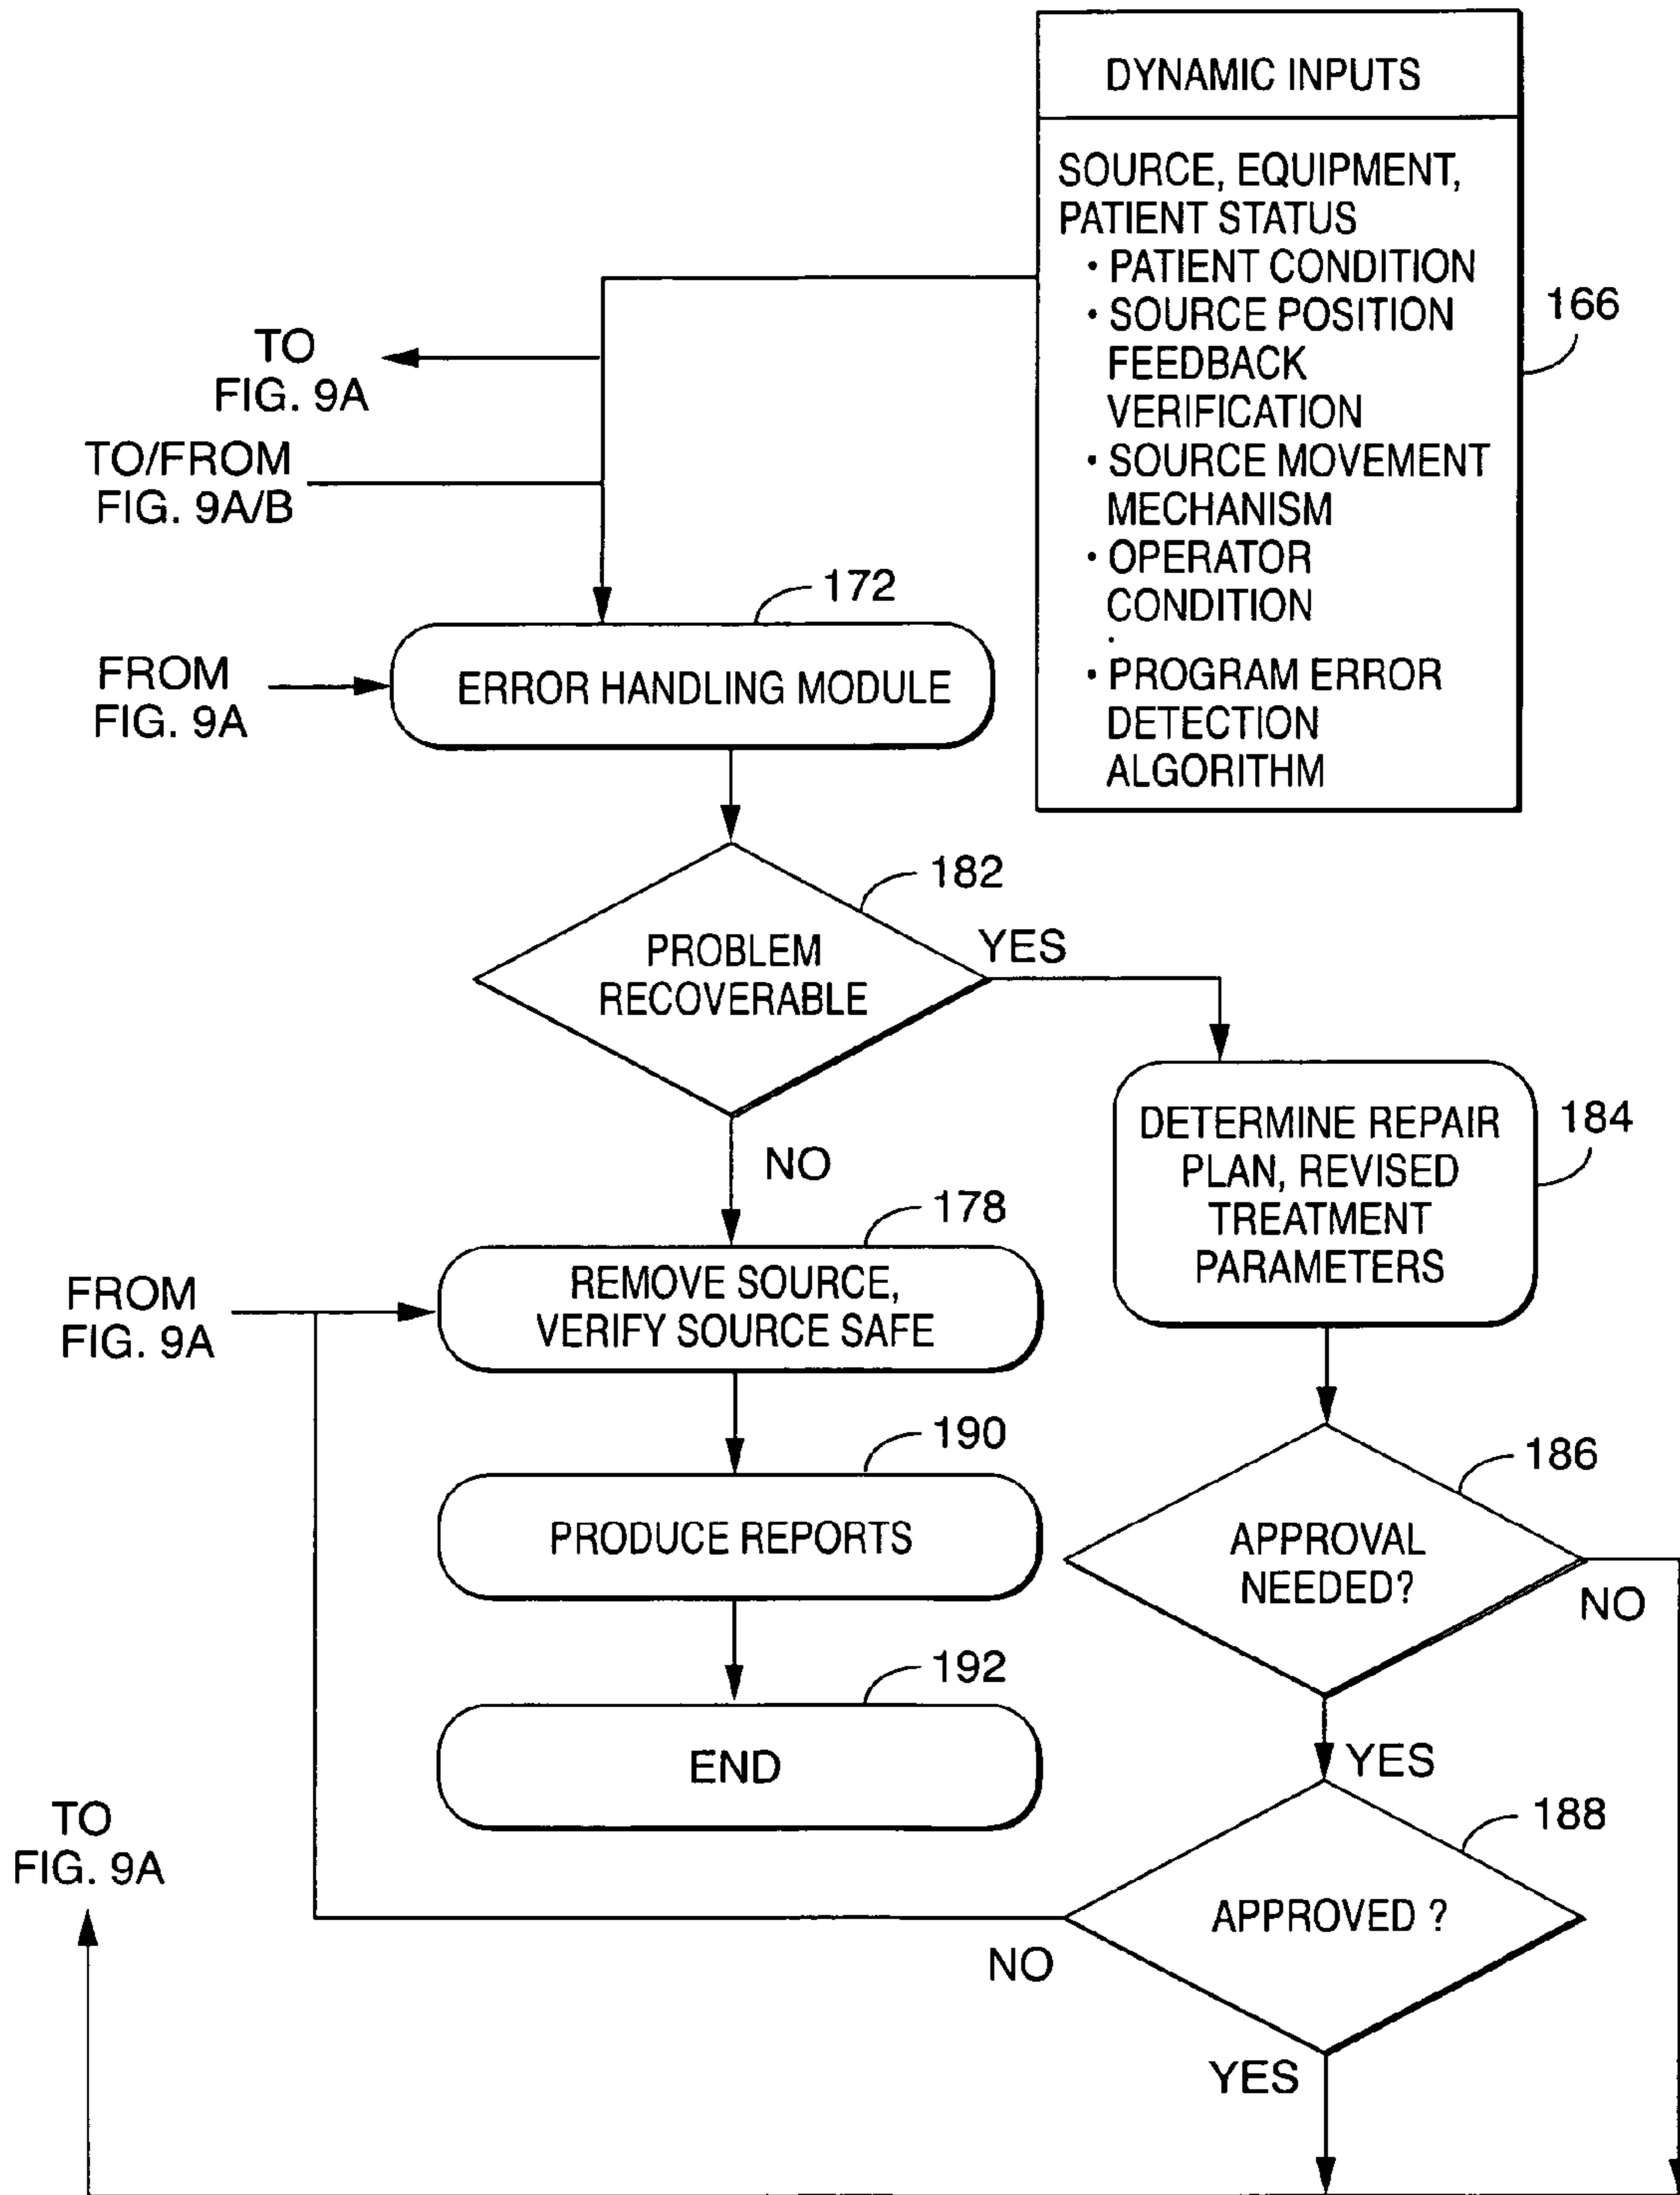 DYNAMIC INPUTS
SOURCE, EQUIPMENT,
PATIENT STATUS
• PATIENT CONDITION
• SOURCE POSITION
FEEDBACK
VERIFICATION
• SOURCE MOVEMENT
MECHANISM
• OPERATOR
CONDITION
•
• PROGRAM ERROR
DETECTION
ALGORITHM
166
TO
FIG. 9A
TO/FROM
FIG. 9A/B
172
FROM
FIG. 9A
ERROR HANDLING MODULE
182
PROBLEM
RECOVERABLE
YES
NO
184
DETERMINE REPAIR
PLAN, REVISED
TREATMENT
PARAMETERS
178
FROM
FIG. 9A
REMOVE SOURCE,
VERIFY SOURCE SAFE
190
PRODUCE REPORTS
186
APPROVAL
NEEDED?
NO
YES
192
END
188
APPROVED ?
NO
YES
TO
FIG. 9A